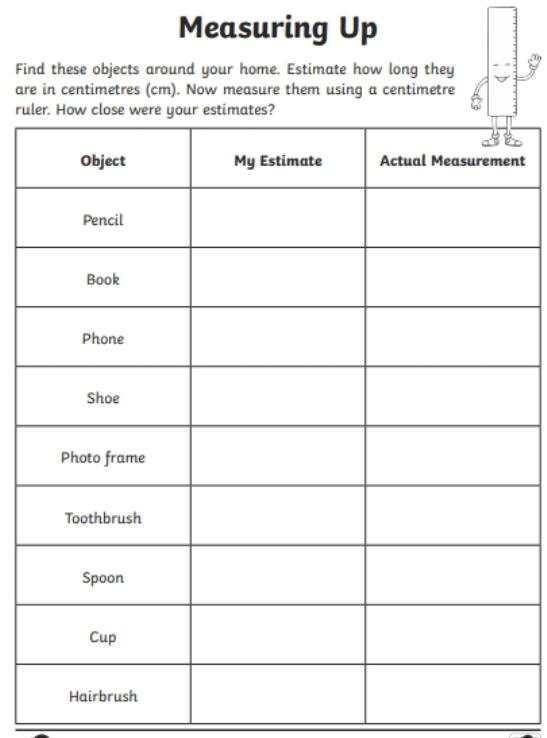 Measuring Up
Find these objects around your home. Estimate how long they
are in centimetres (cm). Now measure them using a centimetre
ruler. How close were your estimates?
Object My Estimate Actual Measurement
Pencil
Book
Phone
Shoe
Photo frame
Toothbrush
Spoon
Cup
Hairbrush